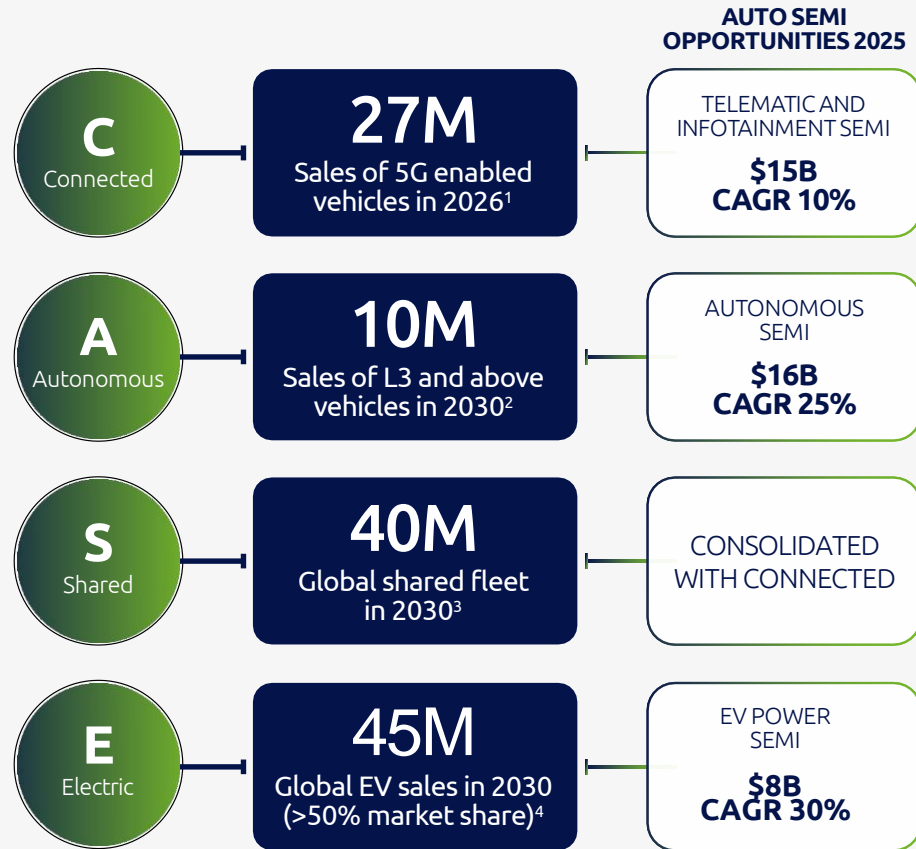 AUTO SEMI
OPPORTUNITIES 2025
C
Connected
27M
Sales of 5G enabled
vehicles in 2026¹
TELEMATIC AND
INFOTAINMENT SEMI
$15B
CAGR 10%
A
Autonomous
10M
Sales of L3 and above
vehicles in 2030²
AUTONOMOUS
SEMI
$16B
CAGR 25%
S
Shared
40M
Global shared fleet
in 2030³
CONSOLIDATED
WITH CONNECTED
E
Electric
45M
Global EV sales in 2030
(>50% market share)⁴
EV POWER
SEMI
$8B
CAGR 30%